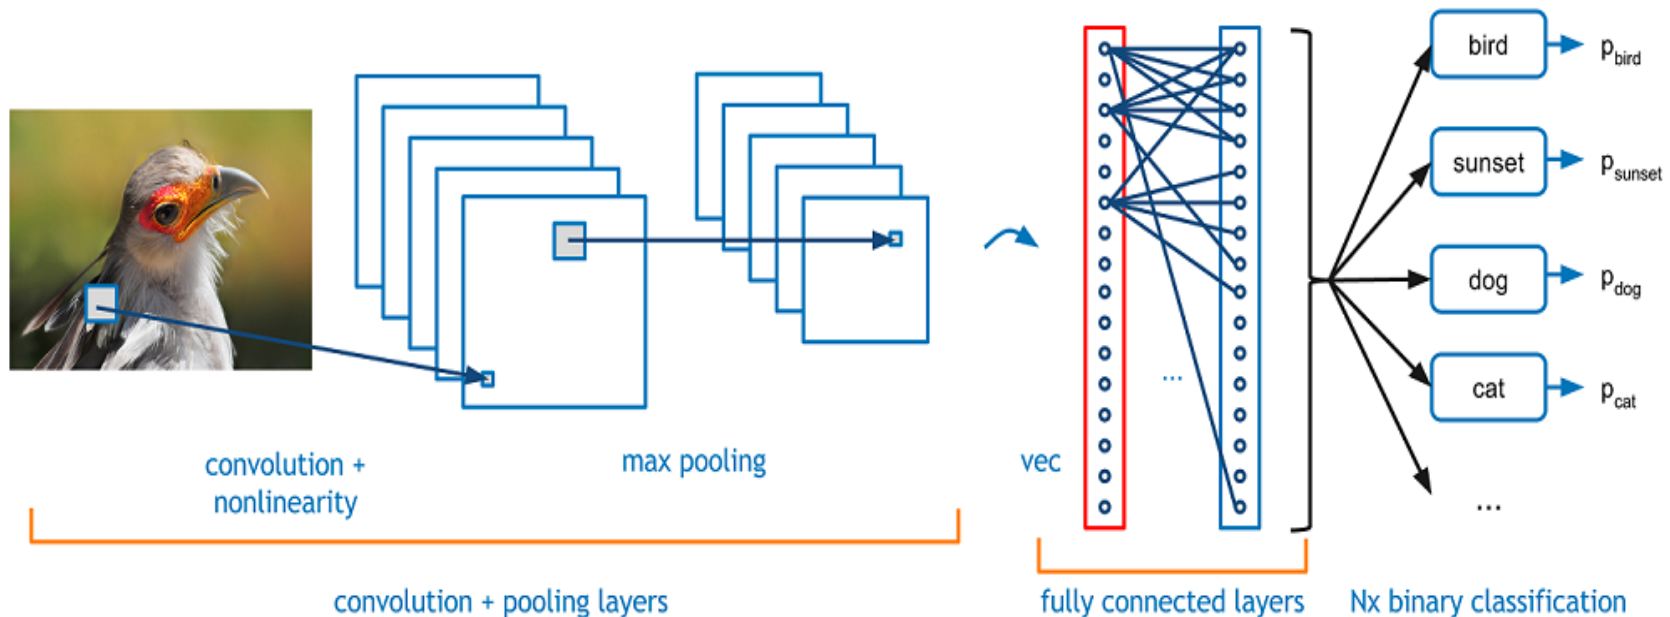 bird
p_bird
sunset
p_sunset
dog
p_dog
cat
p_cat
...
...
convolution +
nonlinearity
max pooling
vec
convolution + pooling layers
fully connected layers
Nx binary classification